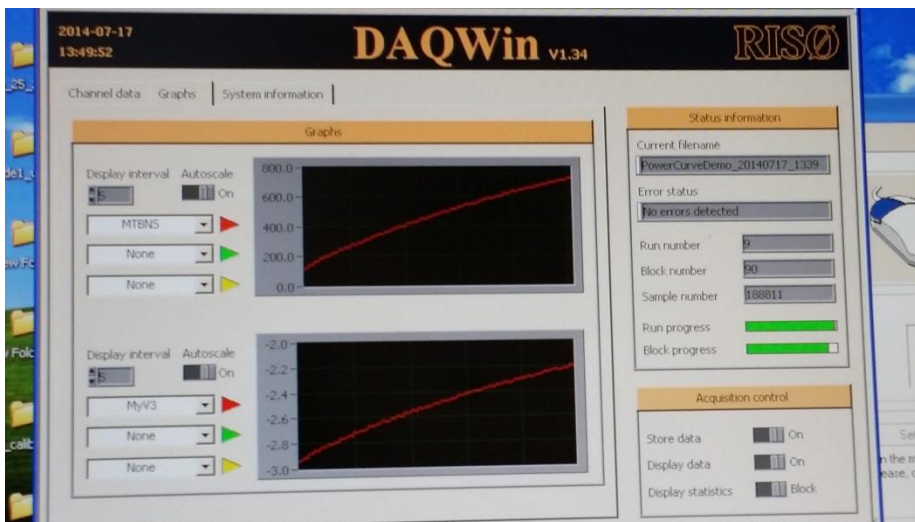 2014-07-17
13:49:52
DAQWin V1.34
RISØ
Channel data Graphs System information
Graphs
Display interval Autoscale
5 On
MTBNS
None
None
800.0
600.0
400.0
200.0
0.0
Display interval Autoscale
5 On
MyV3
None
None
-2.0
-2.2
-2.4
-2.6
-2.8
-3.0
Status information
Current filename
PowerCurveDemo_20140717_1339
Error status
No errors detected
Run number 9
Block number 90
Sample number 188811
Run progress
Block progress
Acquisition control
Store data On
Display data On
Display statistics Block
_25_